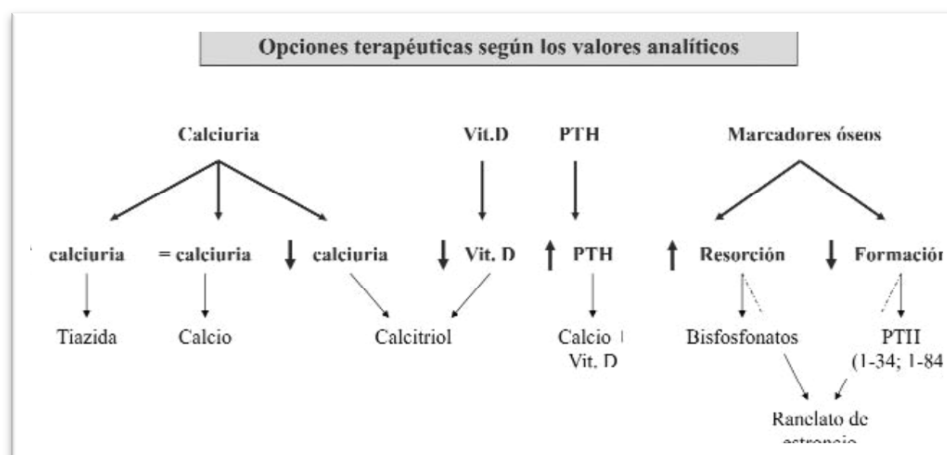 Opciones terapéuticas según los valores analíticos
Calciuria Vit.D PTH Marcadores óseos
calciuria = calciuria calciuria Vit. D PTH Resorción Formación
Tiazida Calcio Calcitriol Calcio Bisfosfonatos PTH
Vit. D (1-34; 1-84
Ranelato de